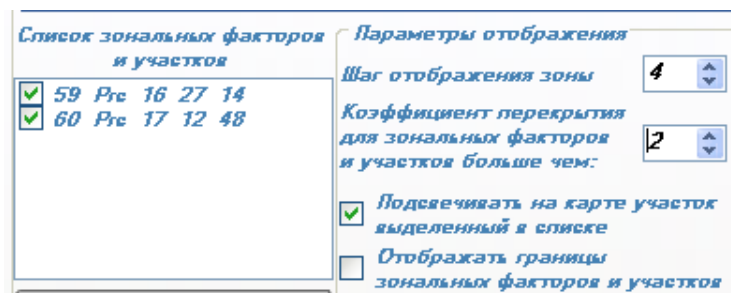 Список зональных факторов
и участков
59 Pre 16 27 14
60 Pre 17 12 48
Параметры отображения
Шаг отображения зоны 4
Коэффициент перекрытия
для зональных факторов
и участков больше чем: 2
Подсвечивать на карте участок
выделенный в списке
Отображать границы
зональных факторов и участков